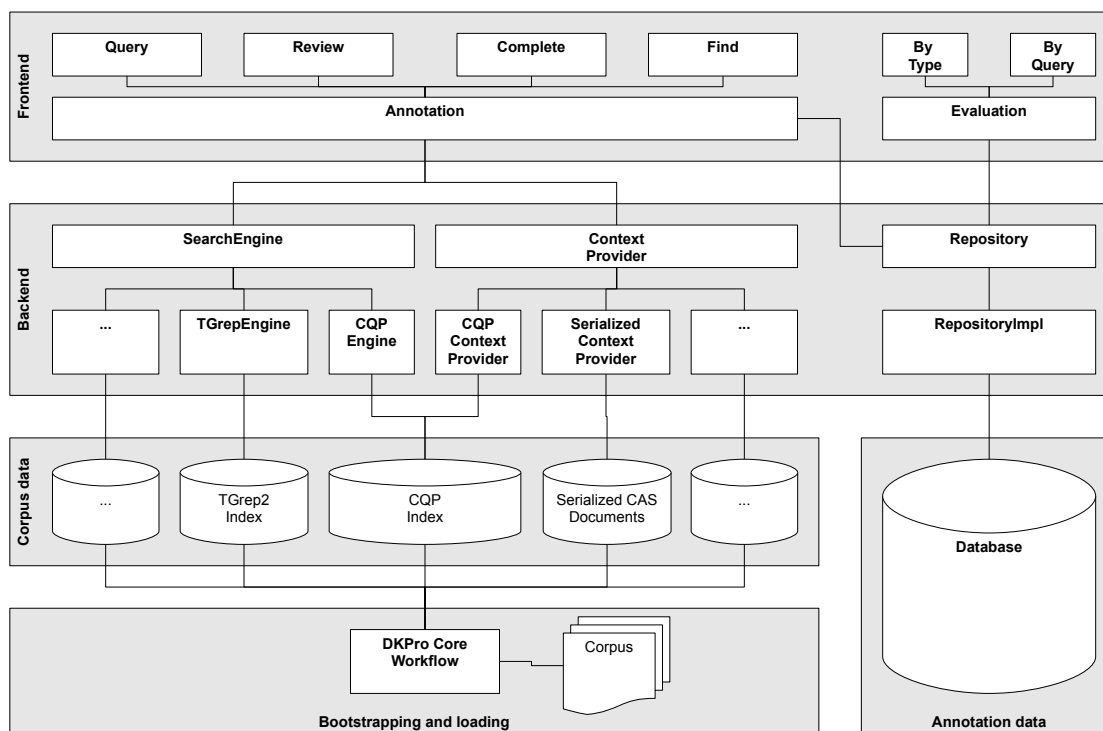 Frontend
Query
Review
Complete
Find
By
Type
By
Query
Annotation
Evaluation
Backend
SearchEngine
Context
Provider
Repository
...
TGrepEngine
CQP
Engine
CQP
Context
Provider
Serialized
Context
Provider
...
RepositoryImpl
Corpus data
...
TGrep2
Index
CQP
Index
Serialized CAS
Documents
...
Database
DKPro Core
Workflow
Corpus
Bootstrapping and loading
Annotation data